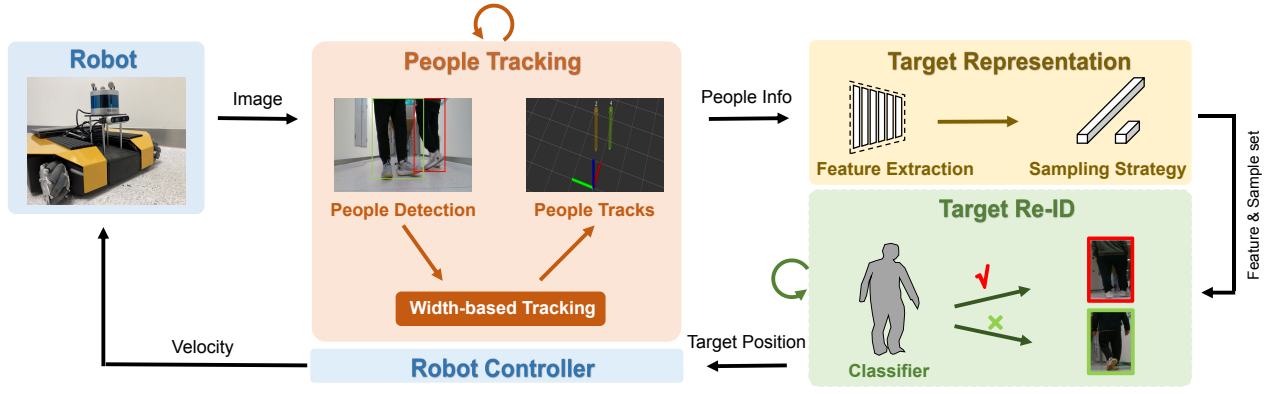 Robot
Image
People Tracking
People Detection
People Tracks
Width-based Tracking
People Info
Target Representation
Feature Extraction
Sampling Strategy
Feature & Sample set
Target Re-ID
Classifier
Target Position
Robot Controller
Velocity